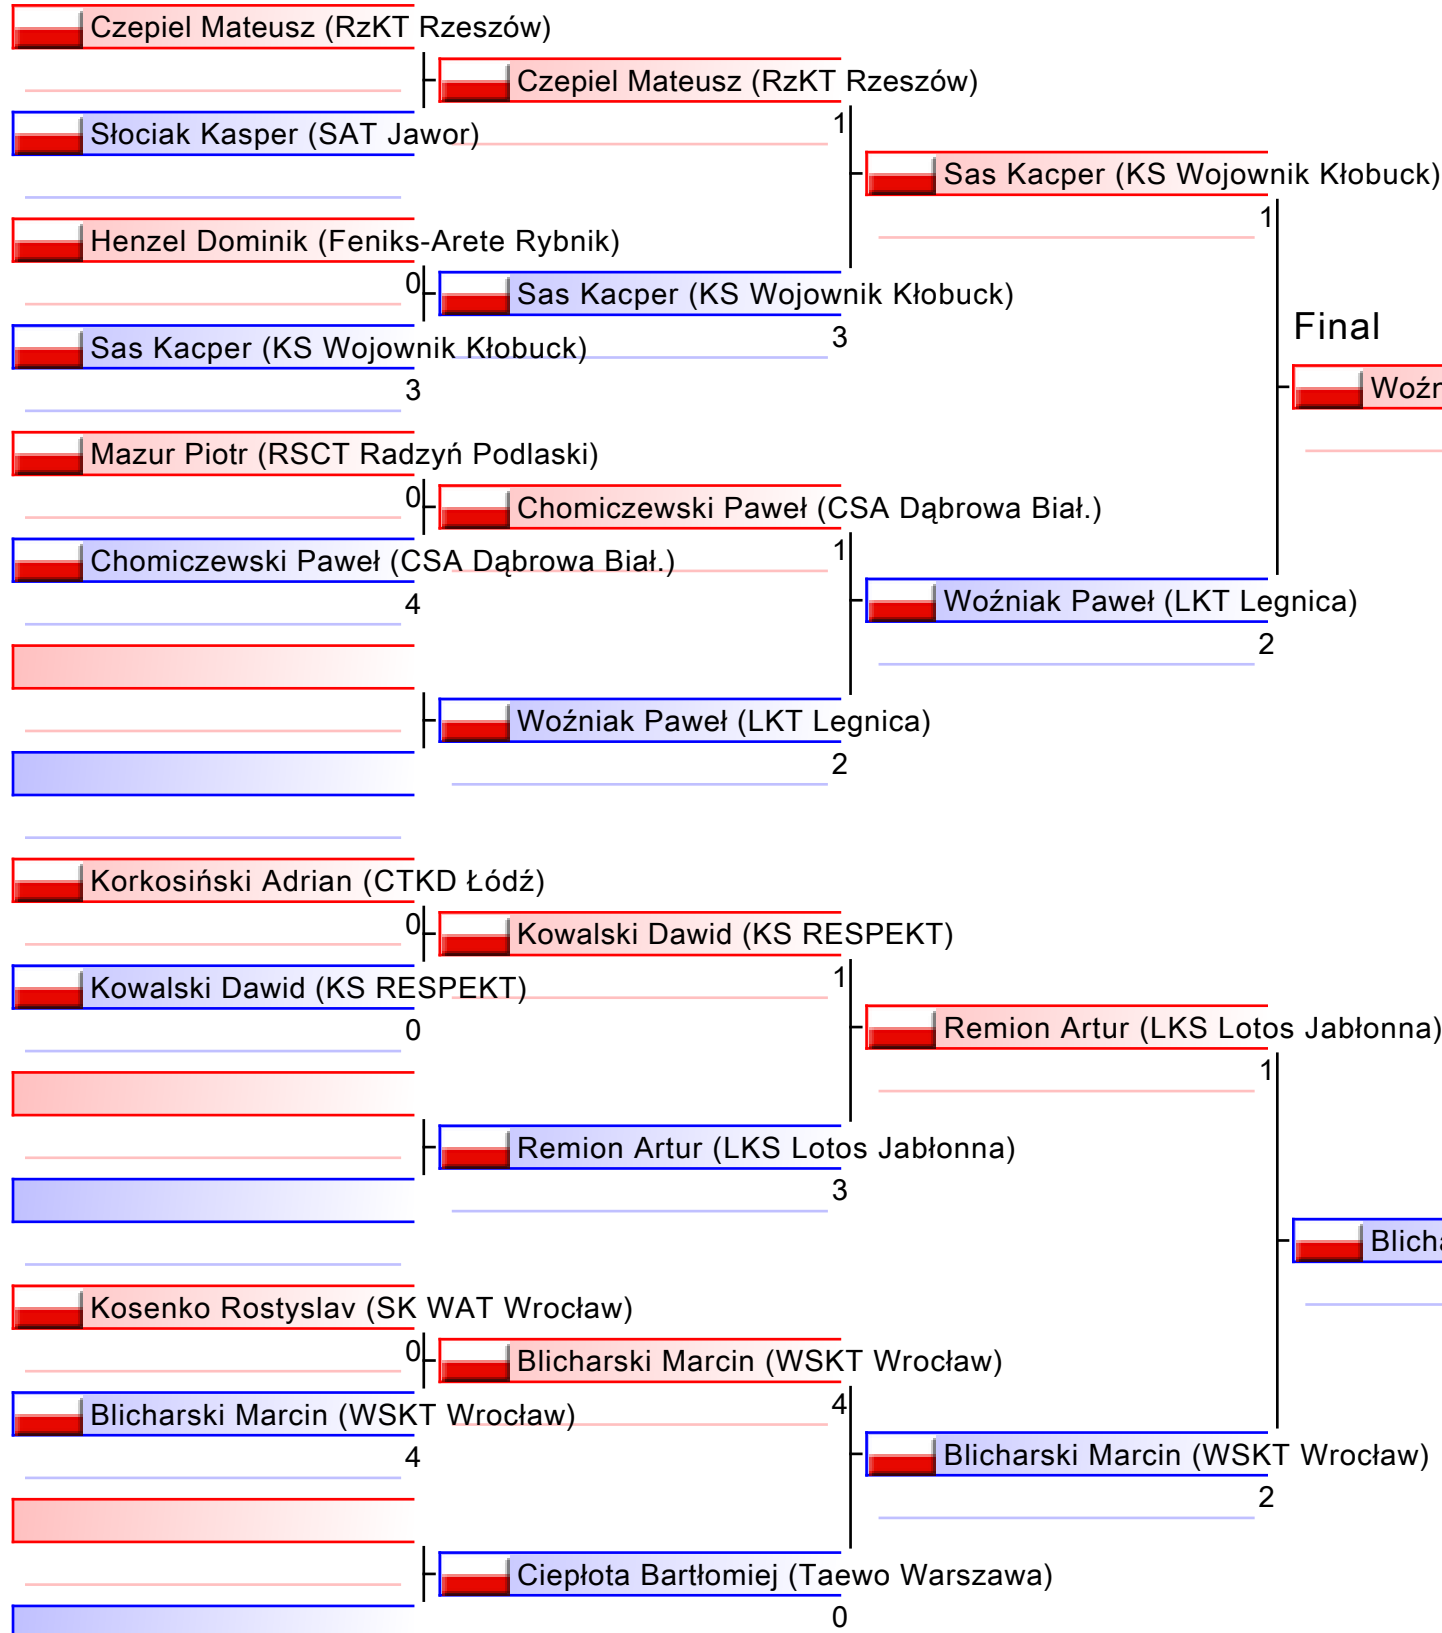 Czepiel Mateusz (RzKT Rzeszów)
Czepiel Mateusz (RzKT Rzeszów)
1
Słociak Kasper (SAT Jawor)
Sas Kacper (KS Wojownik Kłobuck)
1
Henzel Dominik (Feniks-Arete Rybnik)
0
Sas Kacper (KS Wojownik Kłobuck)
3
Sas Kacper (KS Wojownik Kłobuck)
3
Final
Woźn
Mazur Piotr (RSCT Radzyń Podlaski)
0
Chomiczewski Paweł (CSA Dąbrowa Biał.)
1
Chomiczewski Paweł (CSA Dąbrowa Biał.)
4
Woźniak Paweł (LKT Legnica)
2
Woźniak Paweł (LKT Legnica)
2
Korkosiński Adrian (CTKD Łódź)
0
Kowalski Dawid (KS RESPEKT)
1
Kowalski Dawid (KS RESPEKT)
0
Remion Artur (LKS Lotos Jabłonna)
1
Remion Artur (LKS Lotos Jabłonna)
3
Blicha
Kosenko Rostyslav (SK WAT Wrocław)
0
Blicharski Marcin (WSKT Wrocław)
4
Blicharski Marcin (WSKT Wrocław)
4
Blicharski Marcin (WSKT Wrocław)
2
Ciepłota Bartłomiej (Taewo Warszawa)
0